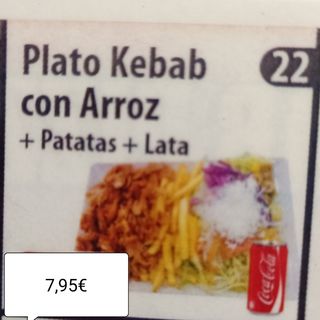 Plato Kebab
22
con Arroz
+ Patatas + Lata
Coca-Cola
7,95€